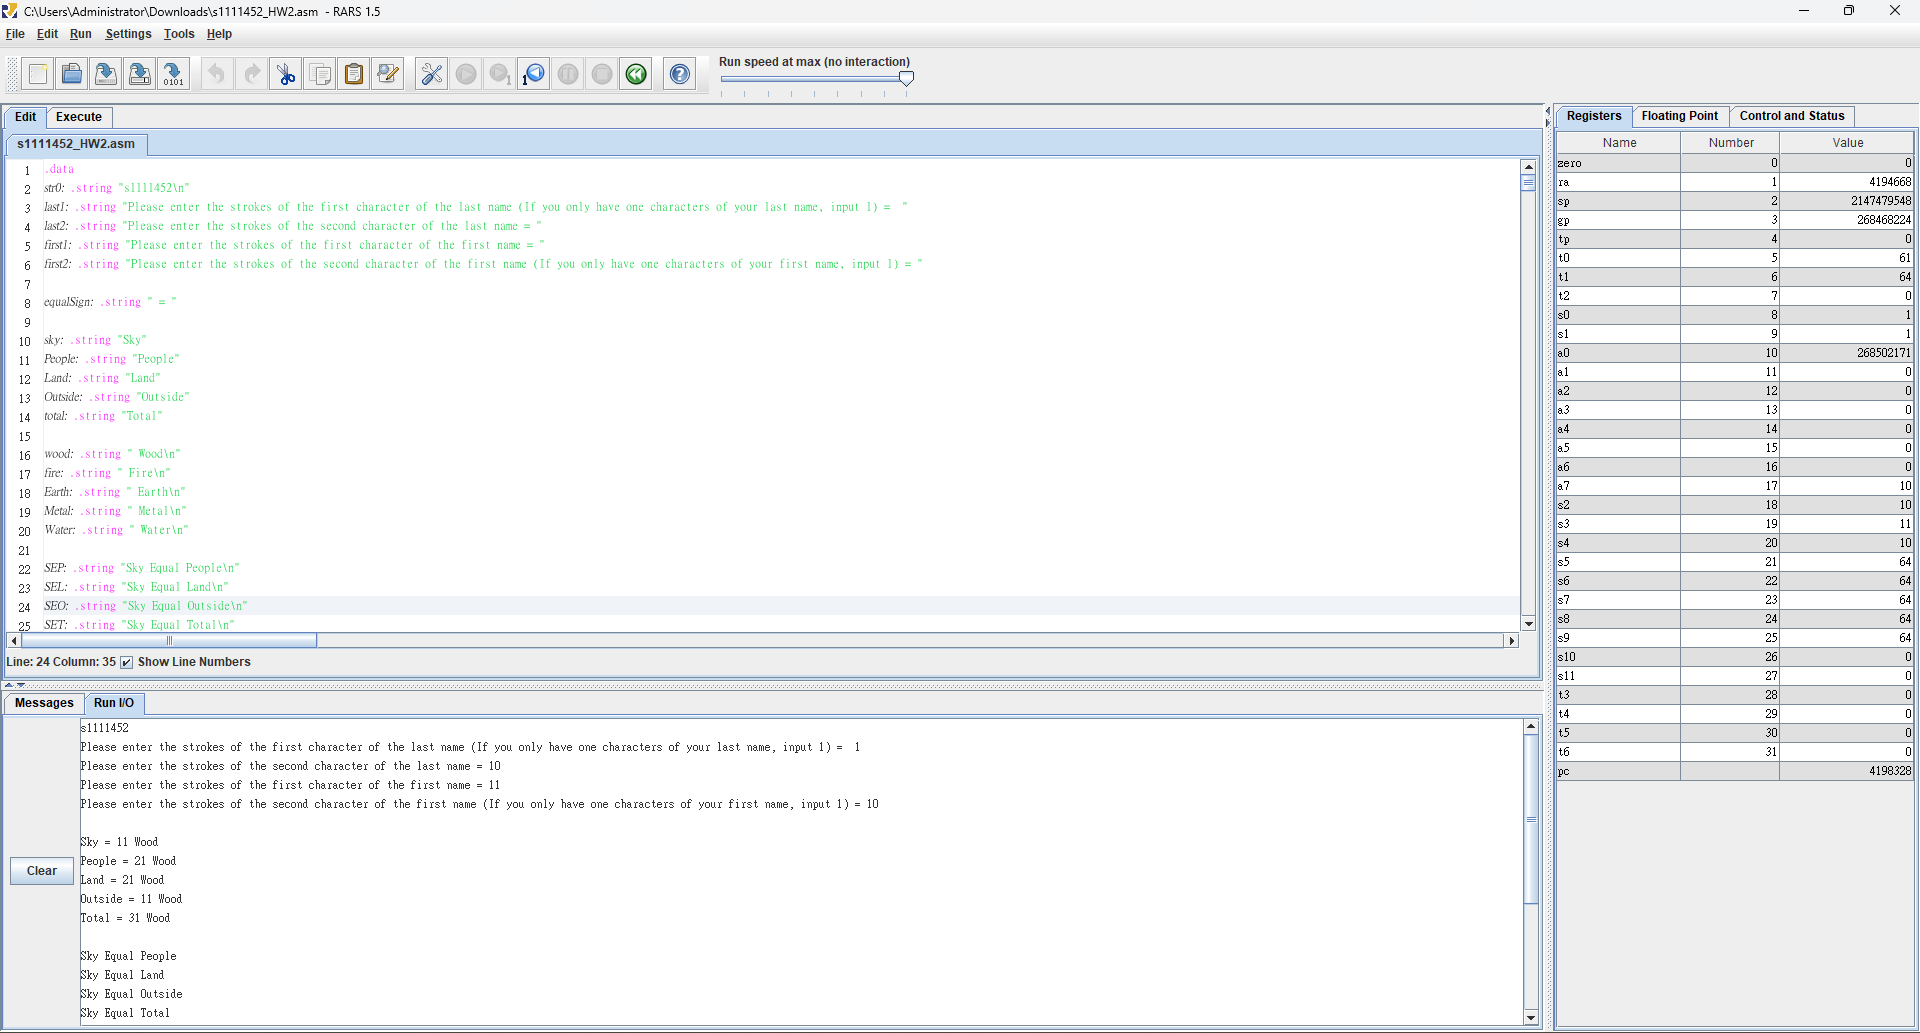 C:\Users\Administrator\Downloads\s1111452_HW2.asm - RARS 1.5
File Edit Run Settings Tools Help
Run speed at max (no interaction)
Edit Execute
s1111452_HW2.asm
1 .data
2 str0: .string "s1111452\n"
3 last1: .string "Please enter the strokes of the first character of the last name (If you only have one characters of your last name, input 1) =  "
4 last2: .string "Please enter the strokes of the second character of the last name = "
5 first1: .string "Please enter the strokes of the first character of the first name = "
6 first2: .string "Please enter the strokes of the second character of the first name (If you only have one characters of your first name, input 1) = "
7
8 equalSign: .string " = "
9
10 sky: .string "Sky"
11 People: .string "People"
12 Land: .string "Land"
13 Outside: .string "Outside"
14 total: .string "Total"
15
16 wood: .string " Wood\n"
17 fire: .string " Fire\n"
18 Earth: .string " Earth\n"
19 Metal: .string " Metal\n"
20 Water: .string " Water\n"
21
22 SEP: .string "Sky Equal People\n"
23 SEL: .string "Sky Equal Land\n"
24 SEO: .string "Sky Equal Outside\n"
25 SET: .string "Sky Equal Total\n"
Line: 24 Column: 35 Show Line Numbers
Messages Run I/O
Clear
s1111452
Please enter the strokes of the first character of the last name (If you only have one characters of your last name, input 1) =  1
Please enter the strokes of the second character of the last name = 10
Please enter the strokes of the first character of the first name = 11
Please enter the strokes of the second character of the first name (If you only have one characters of your first name, input 1) = 10
Sky = 11 Wood
People = 21 Wood
Land = 21 Wood
Outside = 11 Wood
Total = 31 Wood
Sky Equal People
Sky Equal Land
Sky Equal Outside
Sky Equal Total
Registers Floating Point Control and Status
Name Number Value
zero 0 0
ra 1 4194668
sp 2 2147479548
gp 3 268468224
tp 4 0
t0 5 61
t1 6 64
t2 7 0
s0 8 1
s1 9 1
a0 10 268502171
a1 11 0
a2 12 0
a3 13 0
a4 14 0
a5 15 0
a6 16 0
a7 17 10
s2 18 10
s3 19 11
s4 20 10
s5 21 64
s6 22 64
s7 23 64
s8 24 64
s9 25 64
s10 26 0
s11 27 0
t3 28 0
t4 29 0
t5 30 0
t6 31 0
pc 4198328